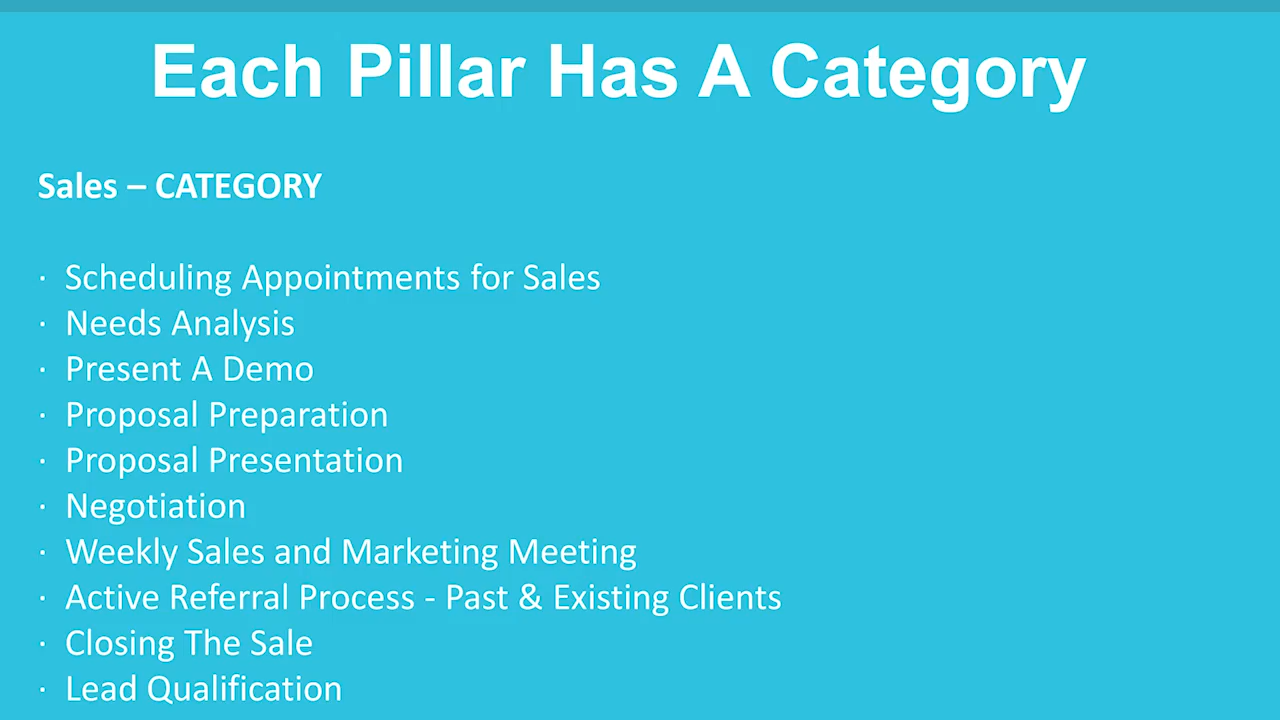 Each Pillar Has A Category
Sales – CATEGORY
· Scheduling Appointments for Sales
· Needs Analysis
· Present A Demo
· Proposal Preparation
· Proposal Presentation
· Negotiation
· Weekly Sales and Marketing Meeting
· Active Referral Process - Past & Existing Clients
· Closing The Sale
· Lead Qualification